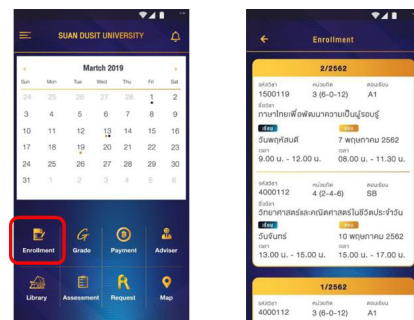 SUAN DUSIT UNIVERSITY
Martch 2019
Sun Mon Tue Wed Thu Fri Sat
24 25 26 27 28 1 2
3 4 5 6 7 8 9
10 11 12 13 14 15 16
17 18 19 20 21 22 23
24 25 26 27 28 29 30
31 1 2 3 4 5 6
Enrollment Grade Payment Adviser
Library Assessment Request Map
Enrollment
2/2562
รหัสวิชา หน่วยกิต ตอนเรียน
1500119 3 (6-0-12) A1
ชื่อวิชา
ภาษาไทยเพื่อพัฒนาความเป็นผู้รอบรู้
เรียน สอบ
วันพฤหัสบดี 7 พฤษภาคม 2562
เวลา เวลา
9.00 น. - 12.00 น. 08.00 น. - 11.30 น.
รหัสวิชา หน่วยกิต ตอนเรียน
4000112 4 (2-4-6) SB
ชื่อวิชา
วิทยาศาสตร์และคณิตศาสตร์ในชีวิตประจำวัน
เรียน สอบ
วันจันทร์ 10 พฤษภาคม 2562
เวลา เวลา
13.00 น. - 15.00 น. 15.00 น. - 17.00 น.
1/2562
รหัสวิชา หน่วยกิต ตอนเรียน
4000112 3 (6-0-12) A1